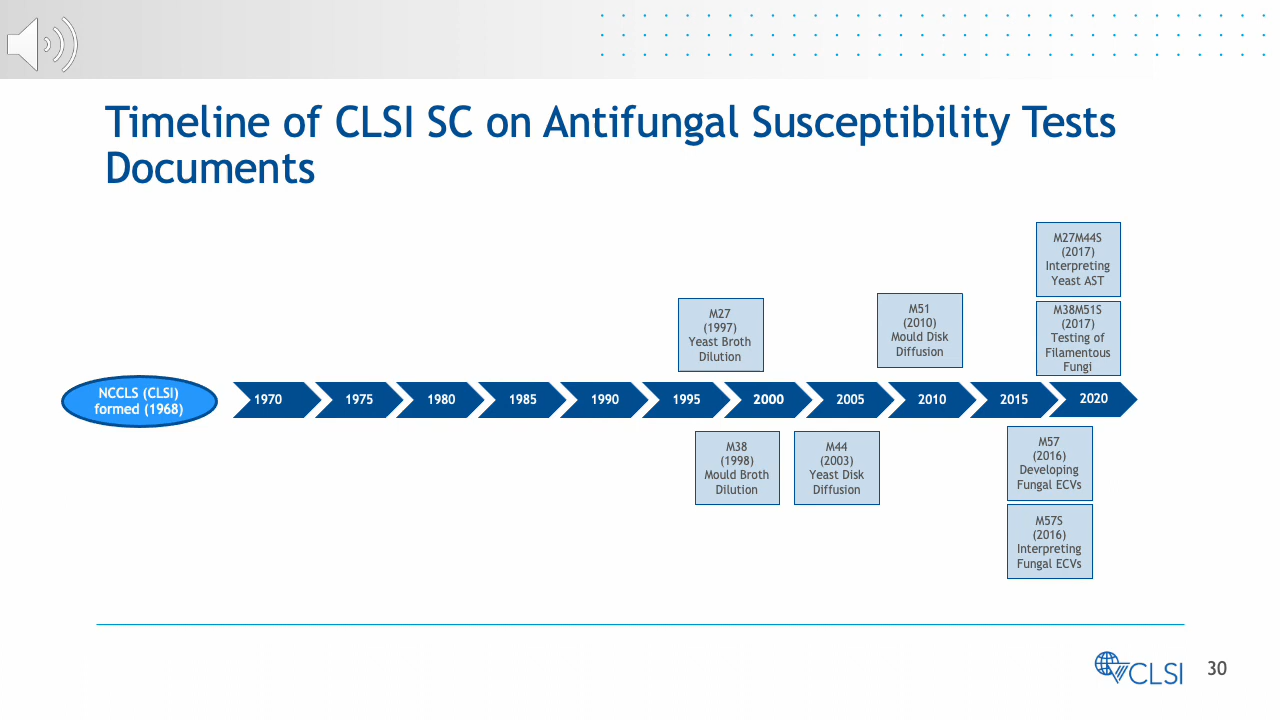 Timeline of CLSI SC on Antifungal Susceptibility Tests
Documents
M27M44S
(2017)
Interpreting
Yeast AST
M27
(1997)
Yeast Broth
Dilution
M51
(2010)
Mould Disk
Diffusion
M38M51S
(2017)
Testing of
Filamentous
Fungi
NCCLS (CLSI)
formed (1968)
1970
1975
1980
1985
1990
1995
2000
2005
2010
2015
2020
M38
(1998)
Mould Broth
Dilution
M44
(2003)
Yeast Disk
Diffusion
M57
(2016)
Developing
Fungal ECVs
M57S
(2016)
Interpreting
Fungal ECVs
CLSI
30